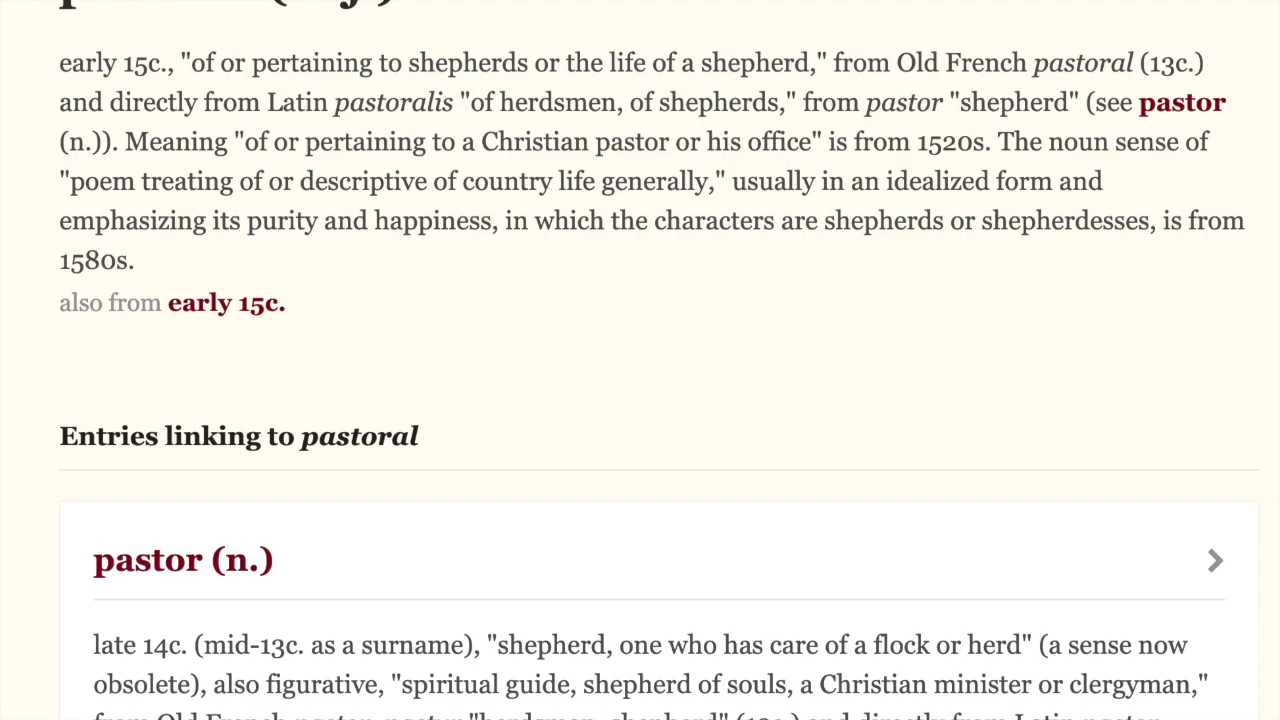 early 15c., "of or pertaining to shepherds or the life of a shepherd," from Old French pastoral (13c.)
and directly from Latin pastoralis "of herdsmen, of shepherds," from pastor "shepherd" (see pastor
(n.)). Meaning "of or pertaining to a Christian pastor or his office" is from 1520s. The noun sense of
"poem treating of or descriptive of country life generally," usually in an idealized form and
emphasizing its purity and happiness, in which the characters are shepherds or shepherdesses, is from
1580s.
also from early 15c.
Entries linking to pastoral
pastor (n.)
late 14c. (mid-13c. as a surname), "shepherd, one who has care of a flock or herd" (a sense now
obsolete), also figurative, "spiritual guide, shepherd of souls, a Christian minister or clergyman,"